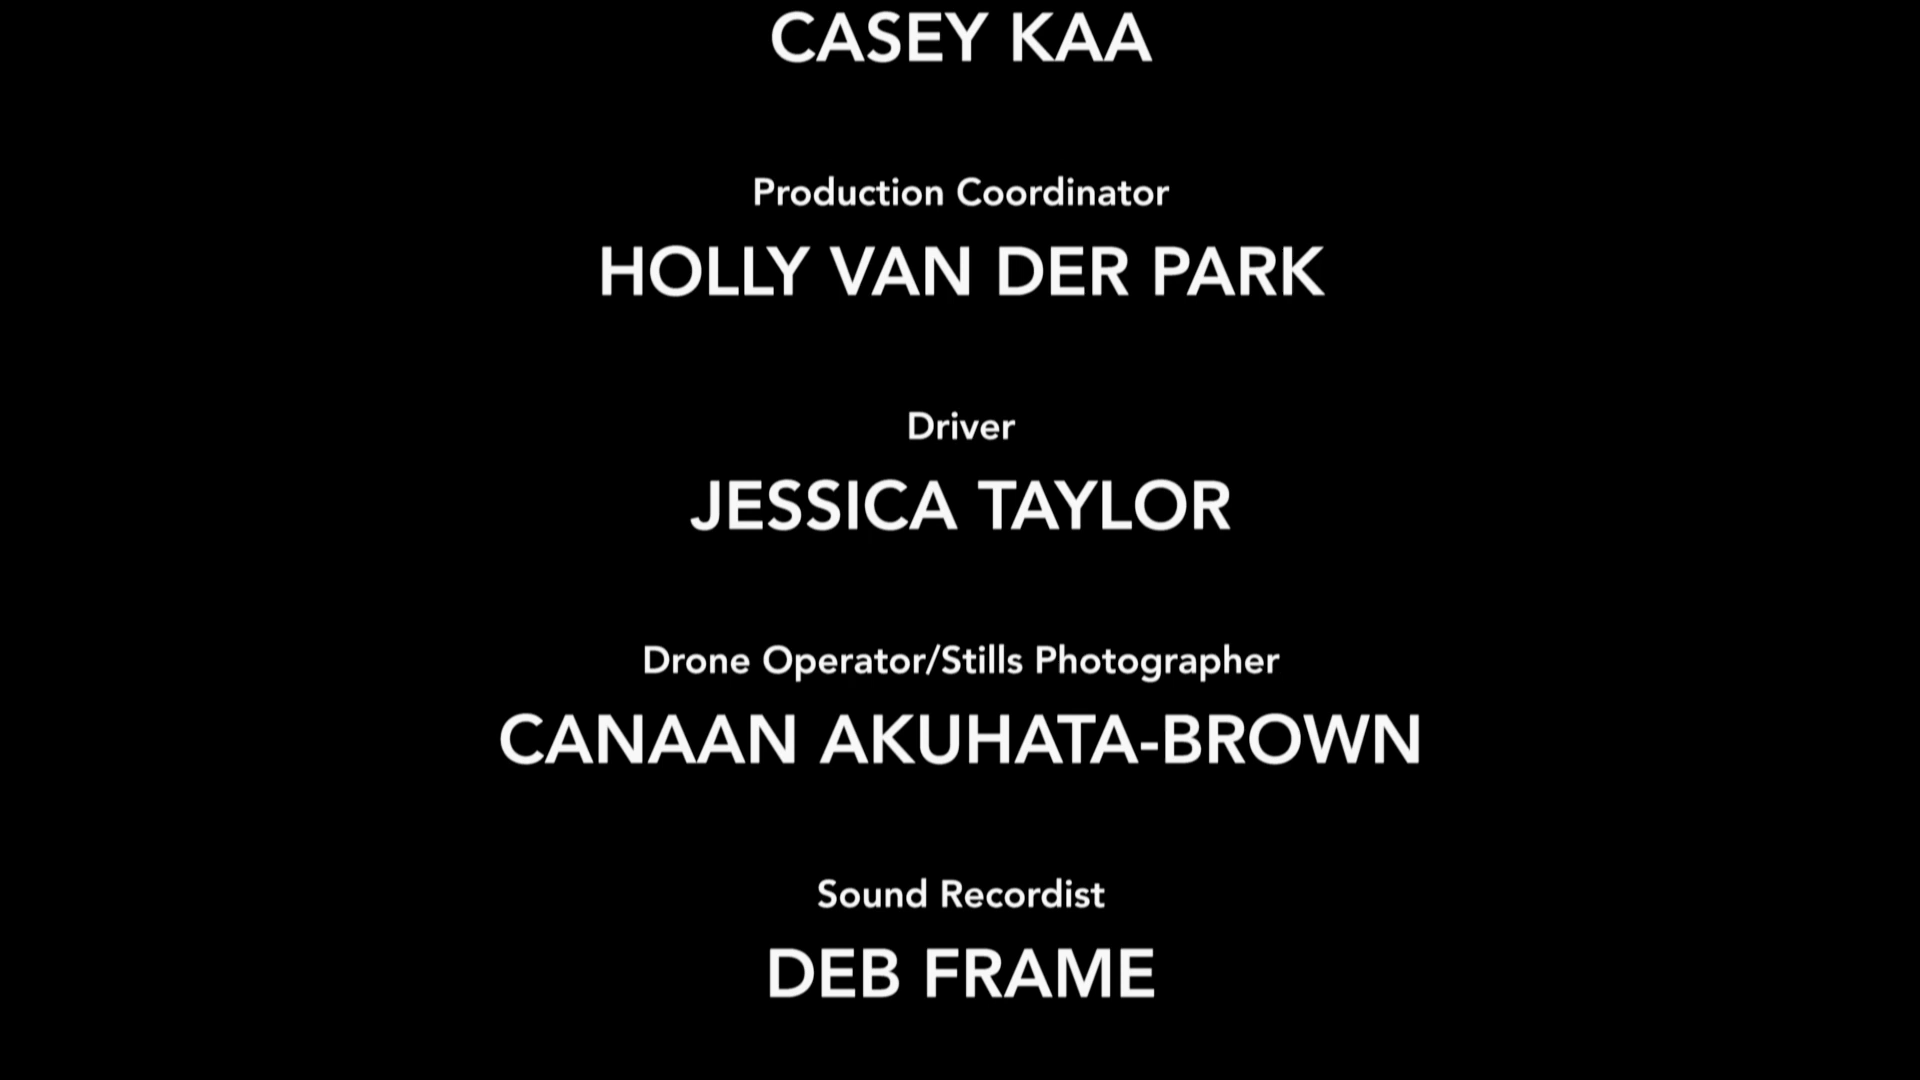 CASEY KAA
Production Coordinator
HOLLY VAN DER PARK
Driver
JESSICA TAYLOR
Drone Operator/Stills Photographer
CANAAN AKUHATA-BROWN
Sound Recordist
DEB FRAME